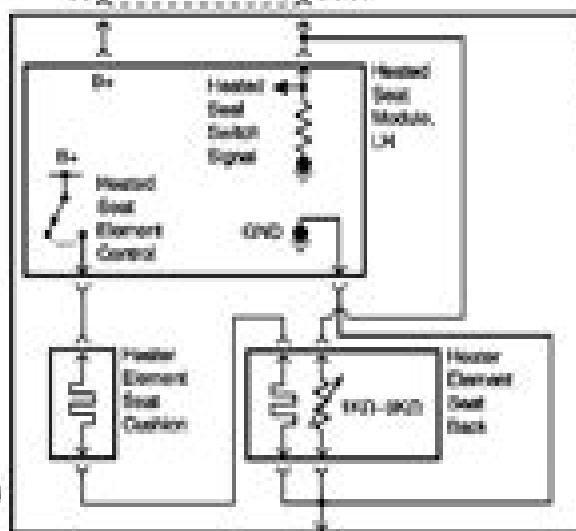 B+
Heated
Seat
Switch
Signal
Heated
Seat
Module,
LH
B+
Heated
Seat
Element
Control
GND
Heater
Element
Seat
Cushion
Heater
Element
Seat
Back